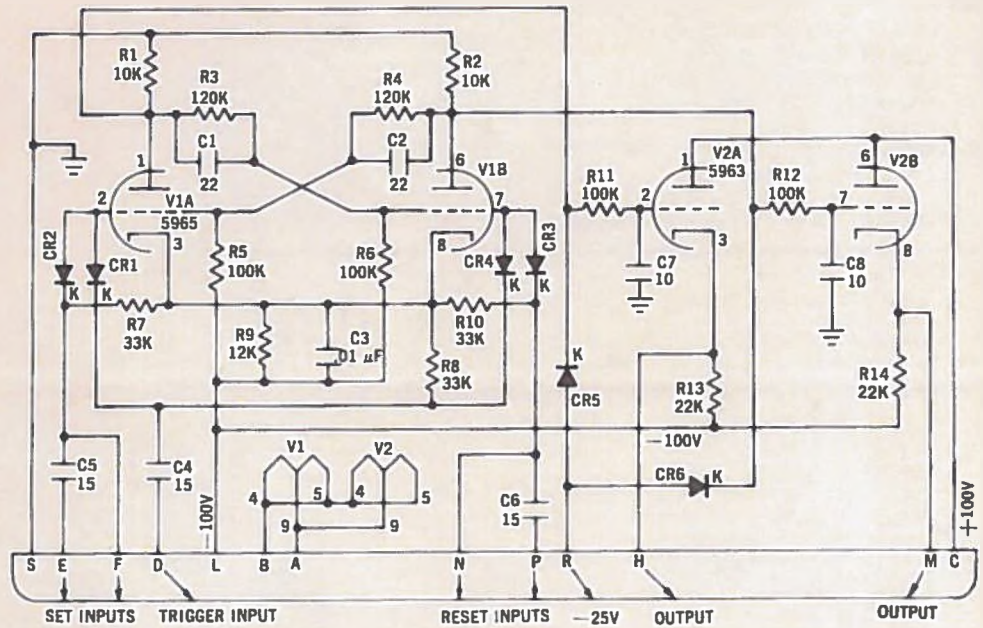 R1
10K
R2
10K
R3
120K
R4
120K
C1
22
C2
22
1
6
V1B
2
V1A
5965
3
7
8
CR2
K
CR1
K
R5
100K
R6
100K
CR4
K
CR3
K
R7
33K
R9
12K
C3
.01 μF
R10
33K
R8
33K
R11
100K
1
V2A
5963
2
3
C7
10
R12
100K
6
V2B
7
8
C8
10
K
CR5
R13
22K
R14
22K
−100V
CR6
K
C5
15
C4
15
−100V
V1
V2
4
5
4
5
9
9
C6
15
+100V
S
E
F
D
L
B
A
N
P
R
H
M
C
SET INPUTS
TRIGGER INPUT
RESET INPUTS
−25V
OUTPUT
OUTPUT